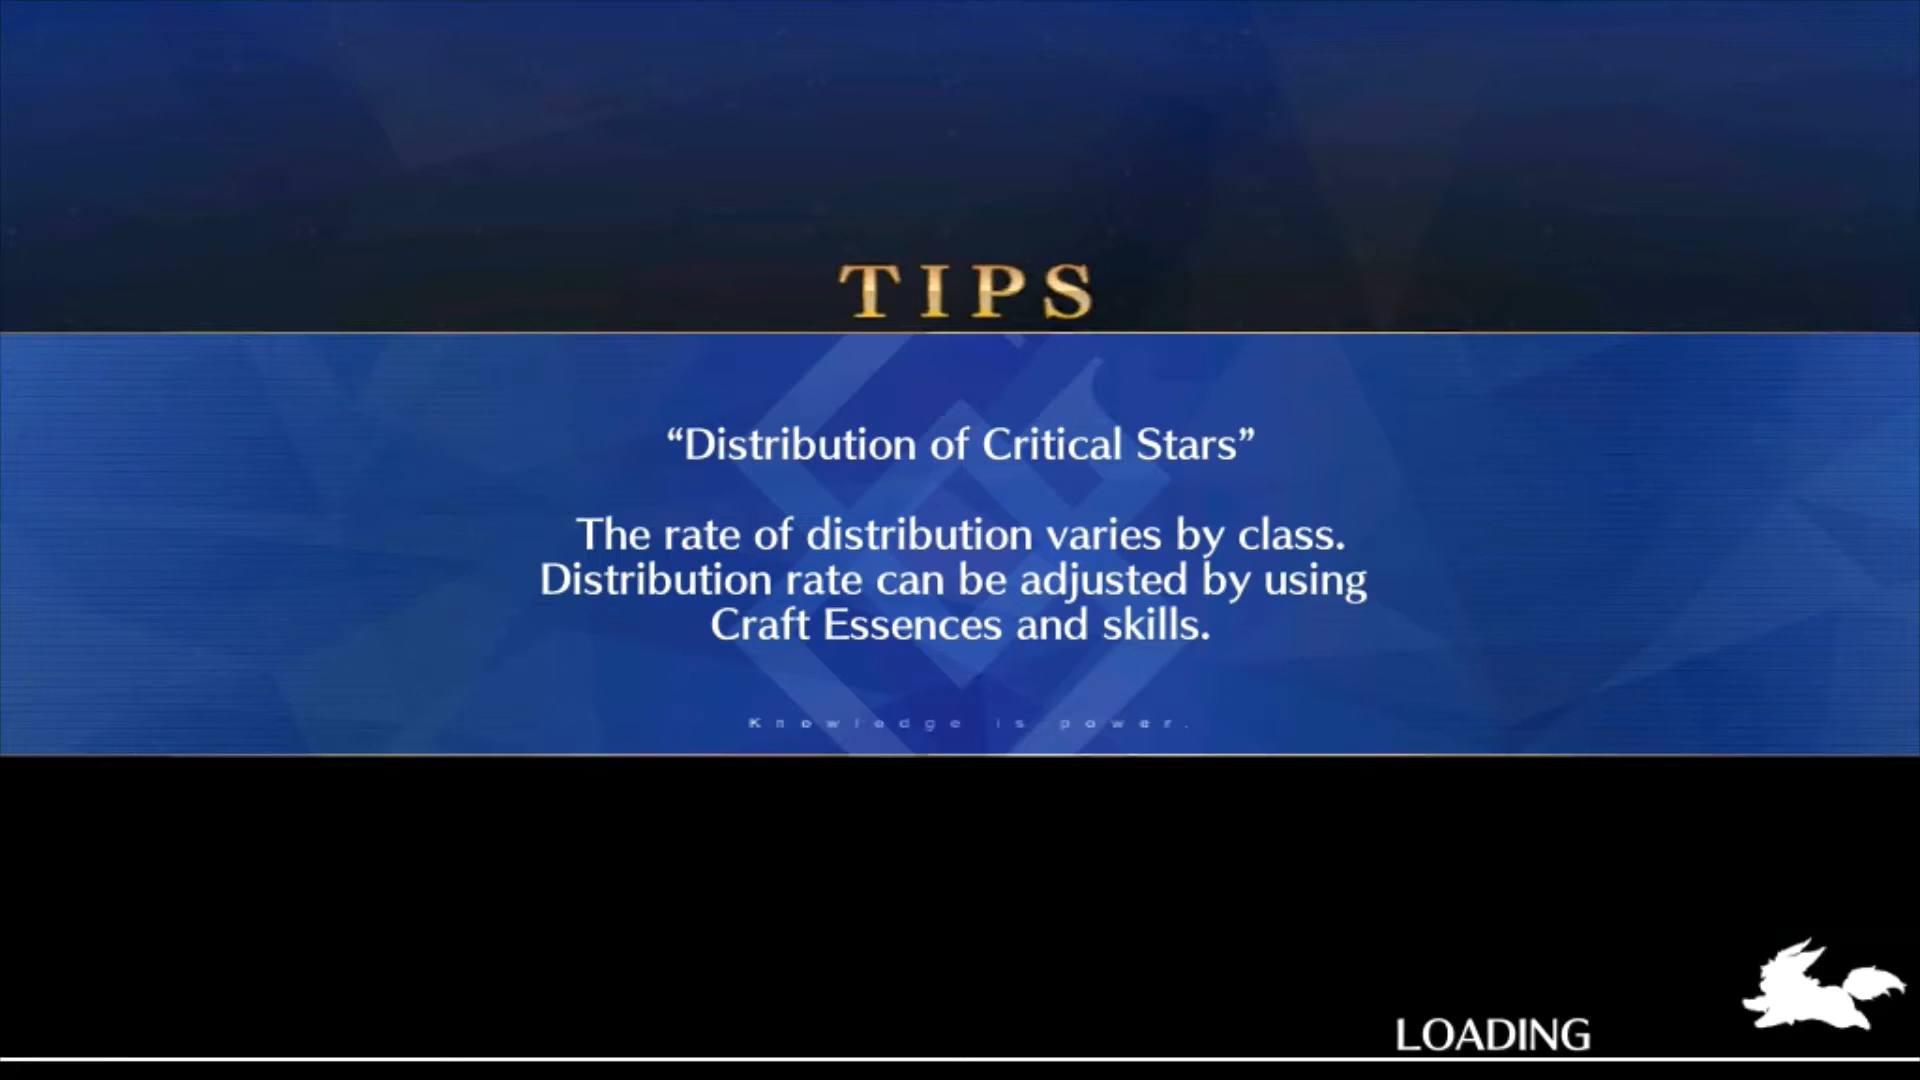 TIPS
“Distribution of Critical Stars”
The rate of distribution varies by class.
Distribution rate can be adjusted by using
Craft Essences and skills.
Knowledge is power.
LOADING